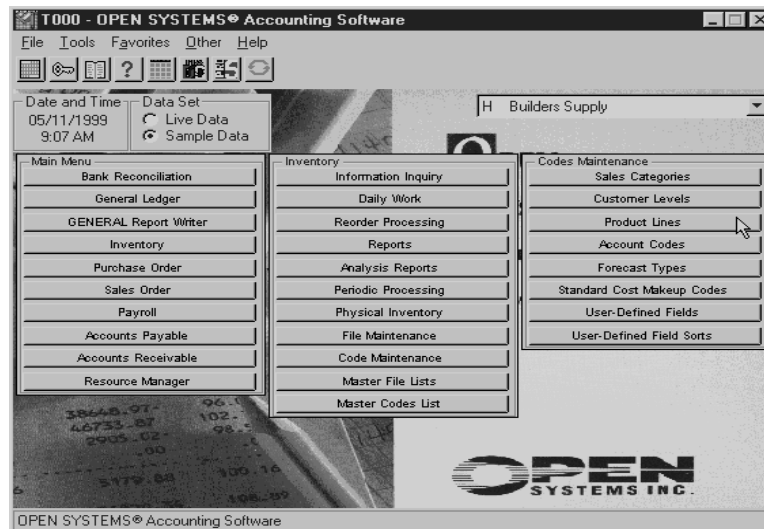 T000 - OPEN SYSTEMS® Accounting Software
File Tools Favorites Other Help
Date and Time
05/11/1999
9:07 AM
Data Set
Live Data
Sample Data
H Builders Supply
Main Menu
Bank Reconciliation
General Ledger
GENERAL Report Writer
Inventory
Purchase Order
Sales Order
Payroll
Accounts Payable
Accounts Receivable
Resource Manager
Inventory
Information Inquiry
Daily Work
Reorder Processing
Reports
Analysis Reports
Periodic Processing
Physical Inventory
File Maintenance
Code Maintenance
Master File Lists
Master Codes List
Codes Maintenance
Sales Categories
Customer Levels
Product Lines
Account Codes
Forecast Types
Standard Cost Makeup Codes
User-Defined Fields
User-Defined Field Sorts
OPEN
SYSTEMS INC.
OPEN SYSTEMS® Accounting Software